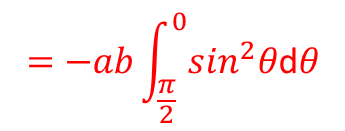 = −ab ∫_{π/2}^{0} sin²θdθ